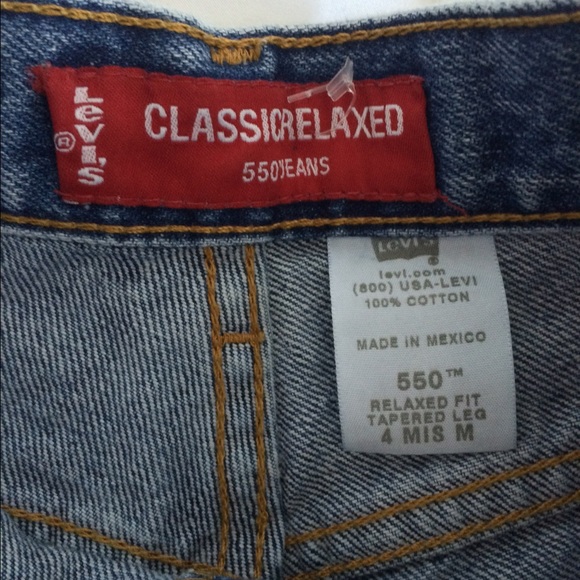 LEVI'S ®
CLASSIC RELAXED
550 JEANS
LEVI'S ®
levi.com
(800) USA-LEVI
100% COTTON
MADE IN MEXICO
550™
RELAXED FIT
TAPERED LEG
4 MIS M